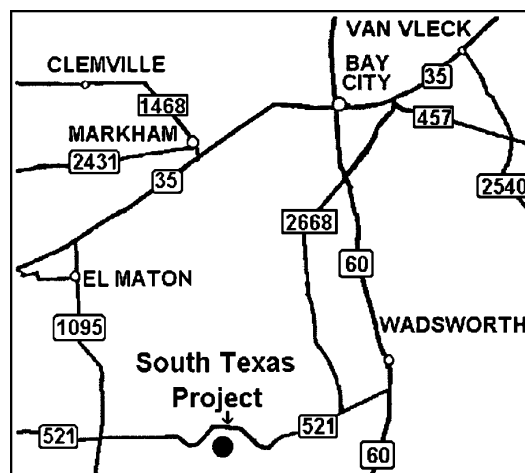 VAN VLECK
CLEMVILLE
BAY
CITY
35
1468
457
MARKHAM
2431
35
2540
2668
60
EL MATON
1095
WADSWORTH
South Texas
Project
521
521
60